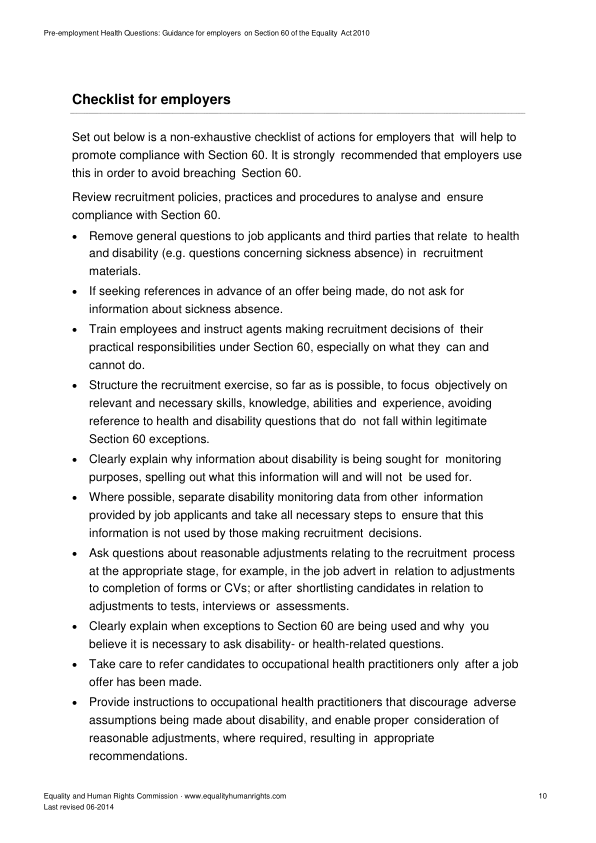 Pre-employment Health Questions: Guidance for employers on Section 60 of the Equality Act 2010
Checklist for employers
Set out below is a non-exhaustive checklist of actions for employers that will help to
promote compliance with Section 60. It is strongly recommended that employers use
this in order to avoid breaching Section 60.
Review recruitment policies, practices and procedures to analyse and ensure
compliance with Section 60.
• Remove general questions to job applicants and third parties that relate to health
and disability (e.g. questions concerning sickness absence) in recruitment
materials.
• If seeking references in advance of an offer being made, do not ask for
information about sickness absence.
• Train employees and instruct agents making recruitment decisions of their
practical responsibilities under Section 60, especially on what they can and
cannot do.
• Structure the recruitment exercise, so far as is possible, to focus objectively on
relevant and necessary skills, knowledge, abilities and experience, avoiding
reference to health and disability questions that do not fall within legitimate
Section 60 exceptions.
• Clearly explain why information about disability is being sought for monitoring
purposes, spelling out what this information will and will not be used for.
• Where possible, separate disability monitoring data from other information
provided by job applicants and take all necessary steps to ensure that this
information is not used by those making recruitment decisions.
• Ask questions about reasonable adjustments relating to the recruitment process
at the appropriate stage, for example, in the job advert in relation to adjustments
to completion of forms or CVs; or after shortlisting candidates in relation to
adjustments to tests, interviews or assessments.
• Clearly explain when exceptions to Section 60 are being used and why you
believe it is necessary to ask disability- or health-related questions.
• Take care to refer candidates to occupational health practitioners only after a job
offer has been made.
• Provide instructions to occupational health practitioners that discourage adverse
assumptions being made about disability, and enable proper consideration of
reasonable adjustments, where required, resulting in appropriate
recommendations.
Equality and Human Rights Commission · www.equalityhumanrights.com 10
Last revised 06-2014